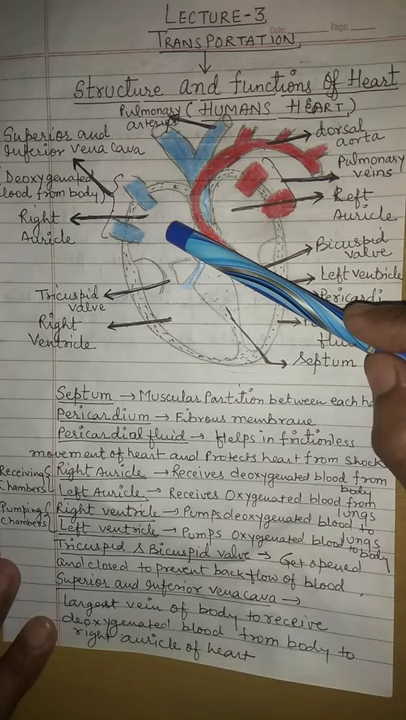 LECTURE-3
Date: Page:
TRANSPORTATION
Structure and functions of Heart
(HUMANS HEART)
Pulmonary
arteries
dorsal
aorta
Superior and
Inferior vena cava
Pulmonary
veins
(Deoxygenated
blood from body)
Left
Auricle
Right
Auricle
Bicuspid
valve
Left ventricle
Tricuspid
valve
Pericardi
Right
Ventricle
flu
Septum
Septum → Muscular Partition between each h
Pericardium → Fibrous membrane
Pericardial fluid → Helps in frictionless
movement of heart and Protects heart from shock
Receiving Chambers
Right Auricle → Receives deoxygenated blood from body
Left Auricle → Receives Oxygenated blood from lungs
Pumping Chambers
Right ventricle → Pumps deoxygenated blood to lungs
Left ventricle → Pumps Oxygenated blood to body
Tricuspid & Bicuspid valve → Get opened
and closed to prevent back flow of blood.
Superior and Inferior venacava →
largest vein of body to receive
deoxygenated blood from body to
right auricle of heart